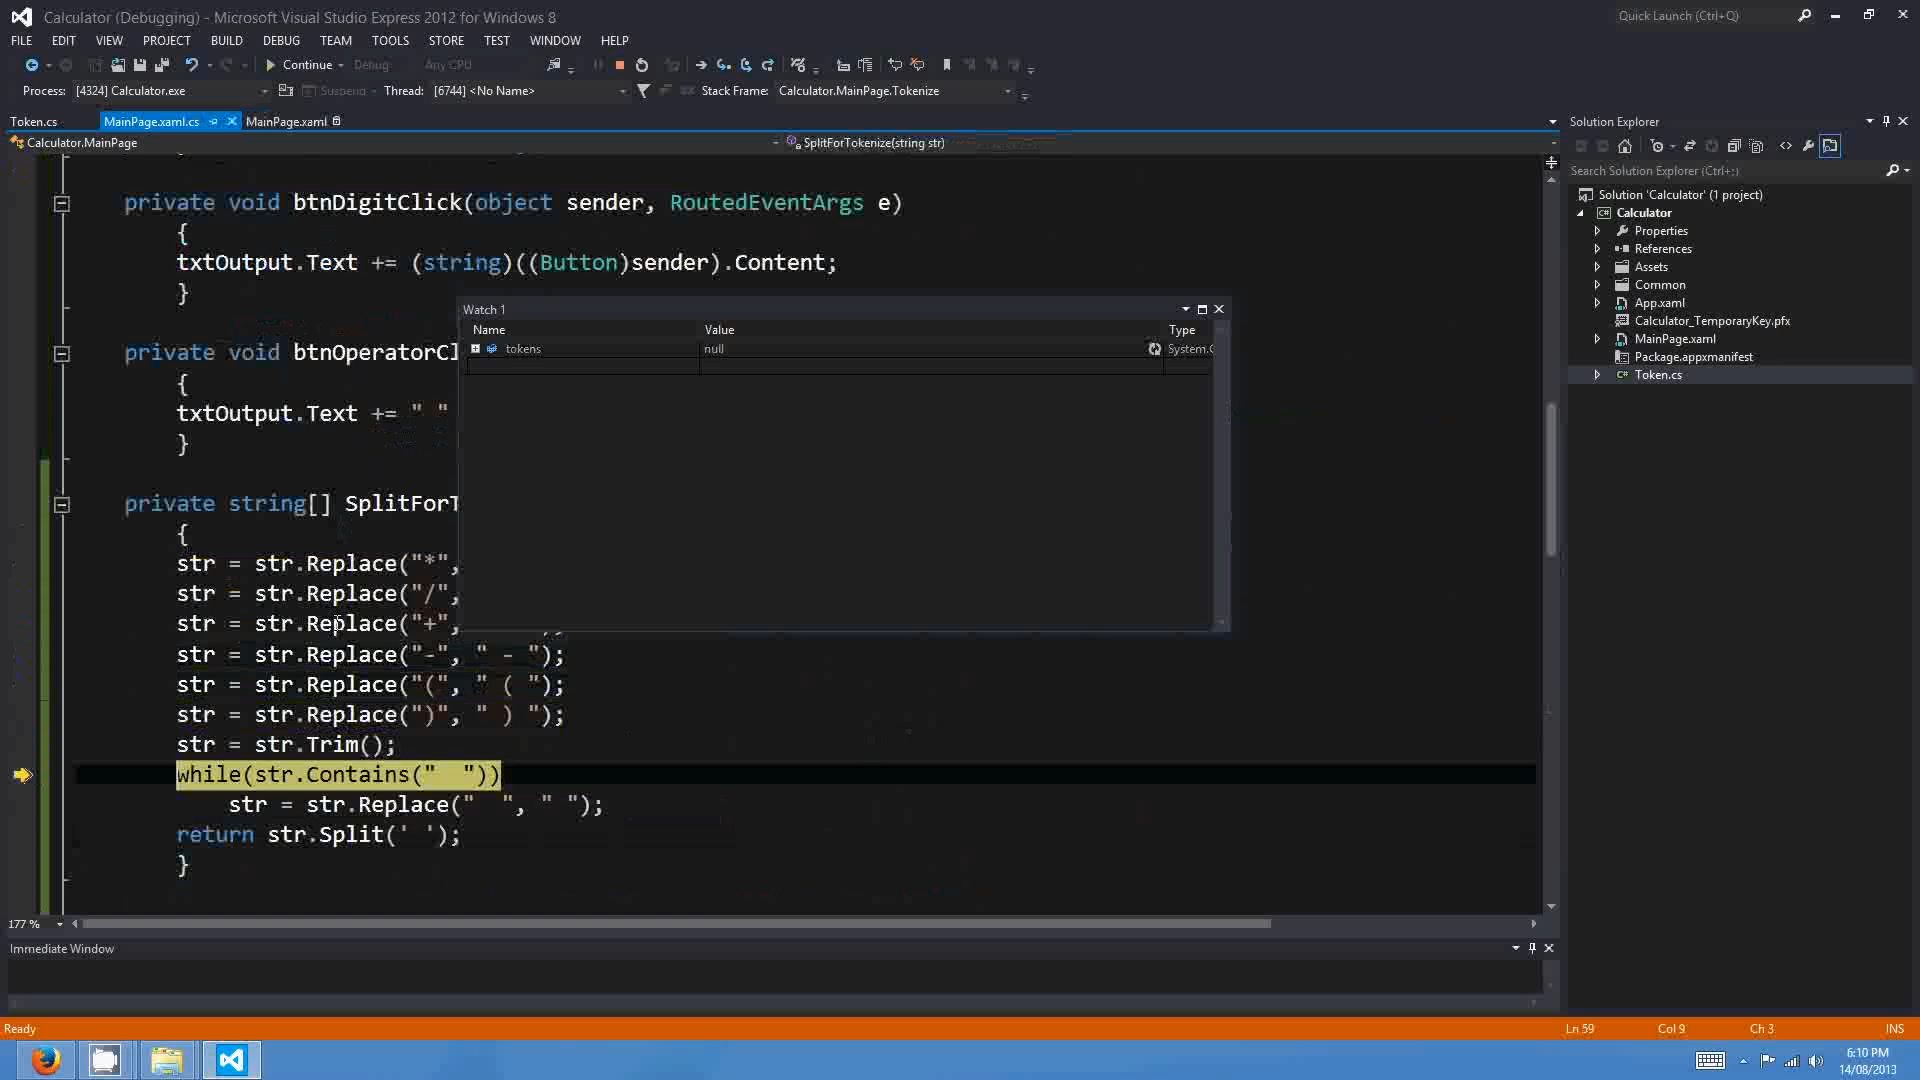 Calculator (Debugging) - Microsoft Visual Studio Express 2012 for Windows 8
Quick Launch (Ctrl+Q)
FILE EDIT VIEW PROJECT BUILD DEBUG TEAM TOOLS STORE TEST WINDOW HELP
Continue Debug Any CPU
Process: [4324] Calculator.exe Suspend Thread: [6744] <No Name> Stack Frame: Calculator.MainPage.Tokenize
Token.cs MainPage.xaml.cs MainPage.xaml
Calculator.MainPage SplitForTokenize(string str)
private void btnDigitClick(object sender, RoutedEventArgs e)
{
txtOutput.Text += (string)((Button)sender).Content;
}
private void btnOperatorCl
{
txtOutput.Text += " "
}
private string[] SplitForT
{
str = str.Replace("*",
str = str.Replace("/",
str = str.Replace("+",
str = str.Replace("-", " - ");
str = str.Replace("(", " ( ");
str = str.Replace(")", " ) ");
str = str.Trim();
while(str.Contains("  "))
str = str.Replace("  ", " ");
return str.Split(' ');
}
Watch 1
Name Value Type
tokens null System.C
177 %
Immediate Window
Solution Explorer
Search Solution Explorer (Ctrl+;)
Solution 'Calculator' (1 project)
Calculator
Properties
References
Assets
Common
App.xaml
Calculator_TemporaryKey.pfx
MainPage.xaml
Package.appxmanifest
Token.cs
Ready Ln 59 Col 9 Ch 3 INS
6:10 PM
14/08/2013